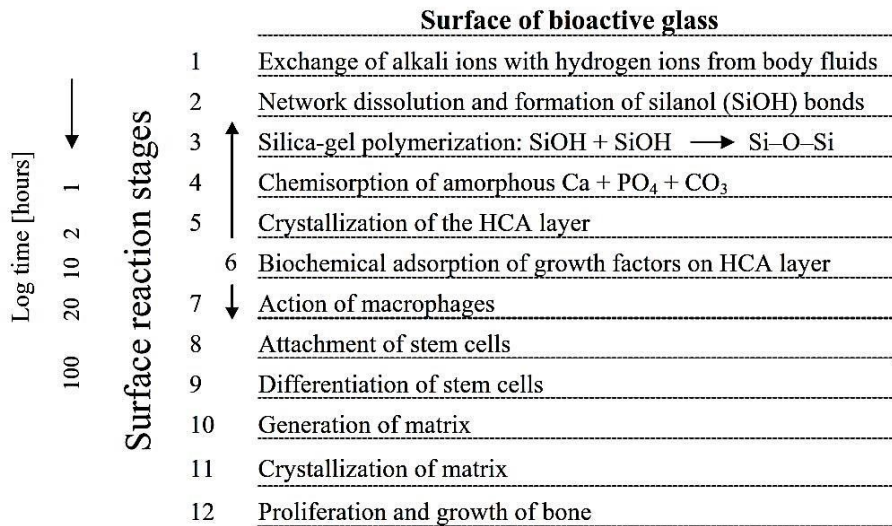 Surface of bioactive glass
1 Exchange of alkali ions with hydrogen ions from body fluids
2 Network dissolution and formation of silanol (SiOH) bonds
3 Silica-gel polymerization: SiOH + SiOH ⟶ Si–O–Si
4 Chemisorption of amorphous Ca + PO₄ + CO₃
5 Crystallization of the HCA layer
6 Biochemical adsorption of growth factors on HCA layer
7 Action of macrophages
8 Attachment of stem cells
9 Differentiation of stem cells
10 Generation of matrix
11 Crystallization of matrix
12 Proliferation and growth of bone
Surface reaction stages
Log time [hours]
1 2 10 20 100